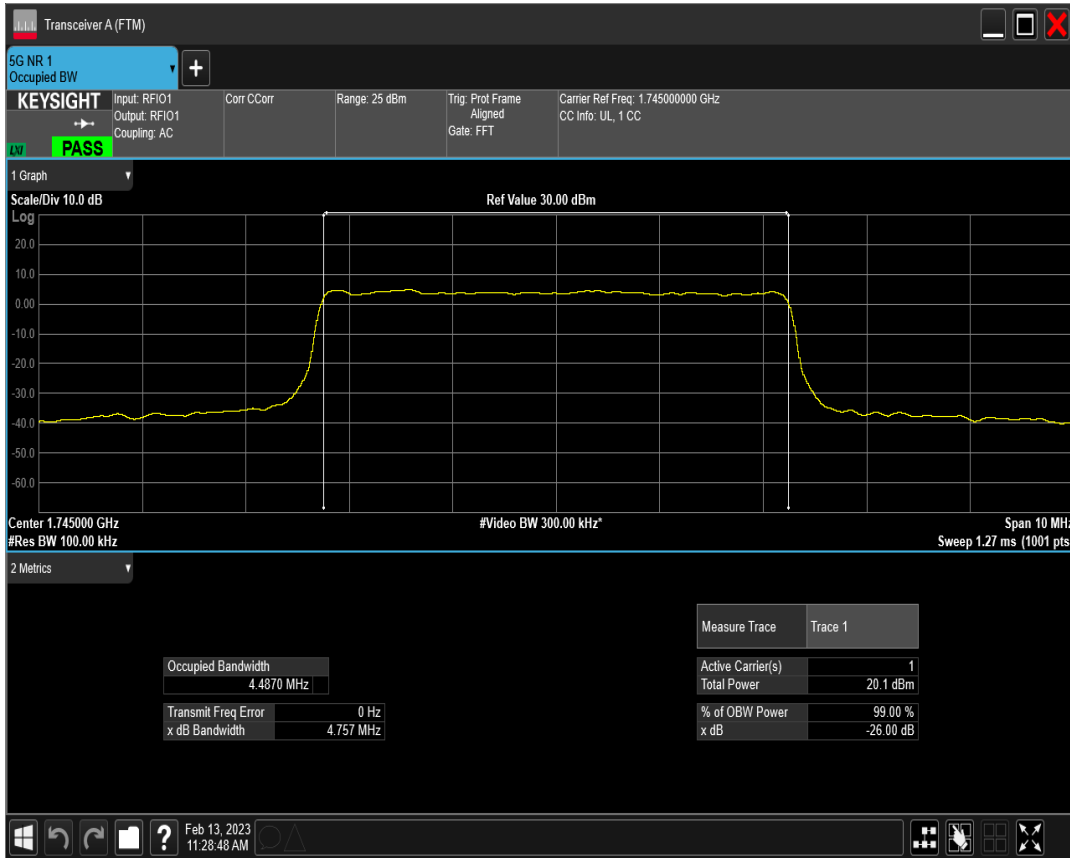 Transceiver A (FTM)
5G NR 1
Occupied BW
+
KEYSIGHT
LXI
PASS
Input: RFIO1
Output: RFIO1
Coupling: AC
Corr CCorr
Range: 25 dBm
Trig: Prot Frame
Aligned
Gate: FFT
Carrier Ref Freq: 1.745000000 GHz
CC Info: UL, 1 CC
1 Graph
Scale/Div 10.0 dB
Ref Value 30.00 dBm
Log
20.0
10.0
0.00
-10.0
-20.0
-30.0
-40.0
-50.0
-60.0
Center 1.745000 GHz
#Video BW 300.00 kHz*
Span 10 MHz
#Res BW 100.00 kHz
Sweep 1.27 ms (1001 pts
2 Metrics
Measure Trace Trace 1
Occupied Bandwidth
4.4870 MHz
Active Carrier(s) 1
Total Power 20.1 dBm
Transmit Freq Error 0 Hz
x dB Bandwidth 4.757 MHz
% of OBW Power 99.00 %
x dB -26.00 dB
?
Feb 13, 2023
11:28:48 AM